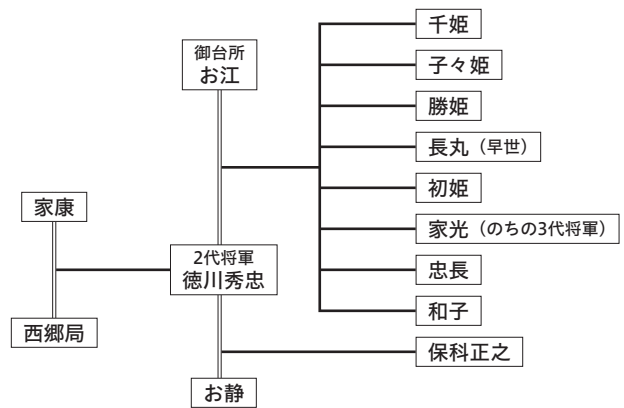 千姫
御台所
お江
子々姫
勝姫
長丸（早世）
初姫
家康
家光（のちの3代将軍）
2代将軍
徳川秀忠
忠長
和子
西郷局
保科正之
お静